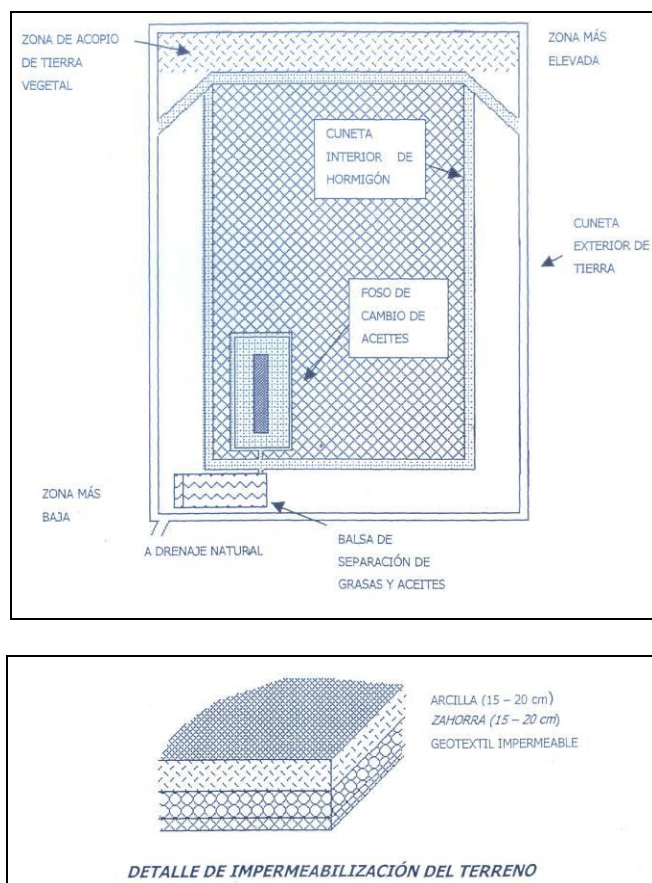 ZONA DE ACOPIO
DE TIERRA
VEGETAL
ZONA MÁS
ELEVADA
CUNETA
INTERIOR DE
HORMIGÓN
CUNETA
EXTERIOR DE
TIERRA
FOSO DE
CAMBIO DE
ACEITES
ZONA MÁS
BAJA
A DRENAJE NATURAL
BALSA DE
SEPARACIÓN DE
GRASAS Y ACEITES
ARCILLA (15 – 20 cm)
ZAHORRA (15 – 20 cm)
GEOTEXTIL IMPERMEABLE
DETALLE DE IMPERMEABILIZACIÓN DEL TERRENO